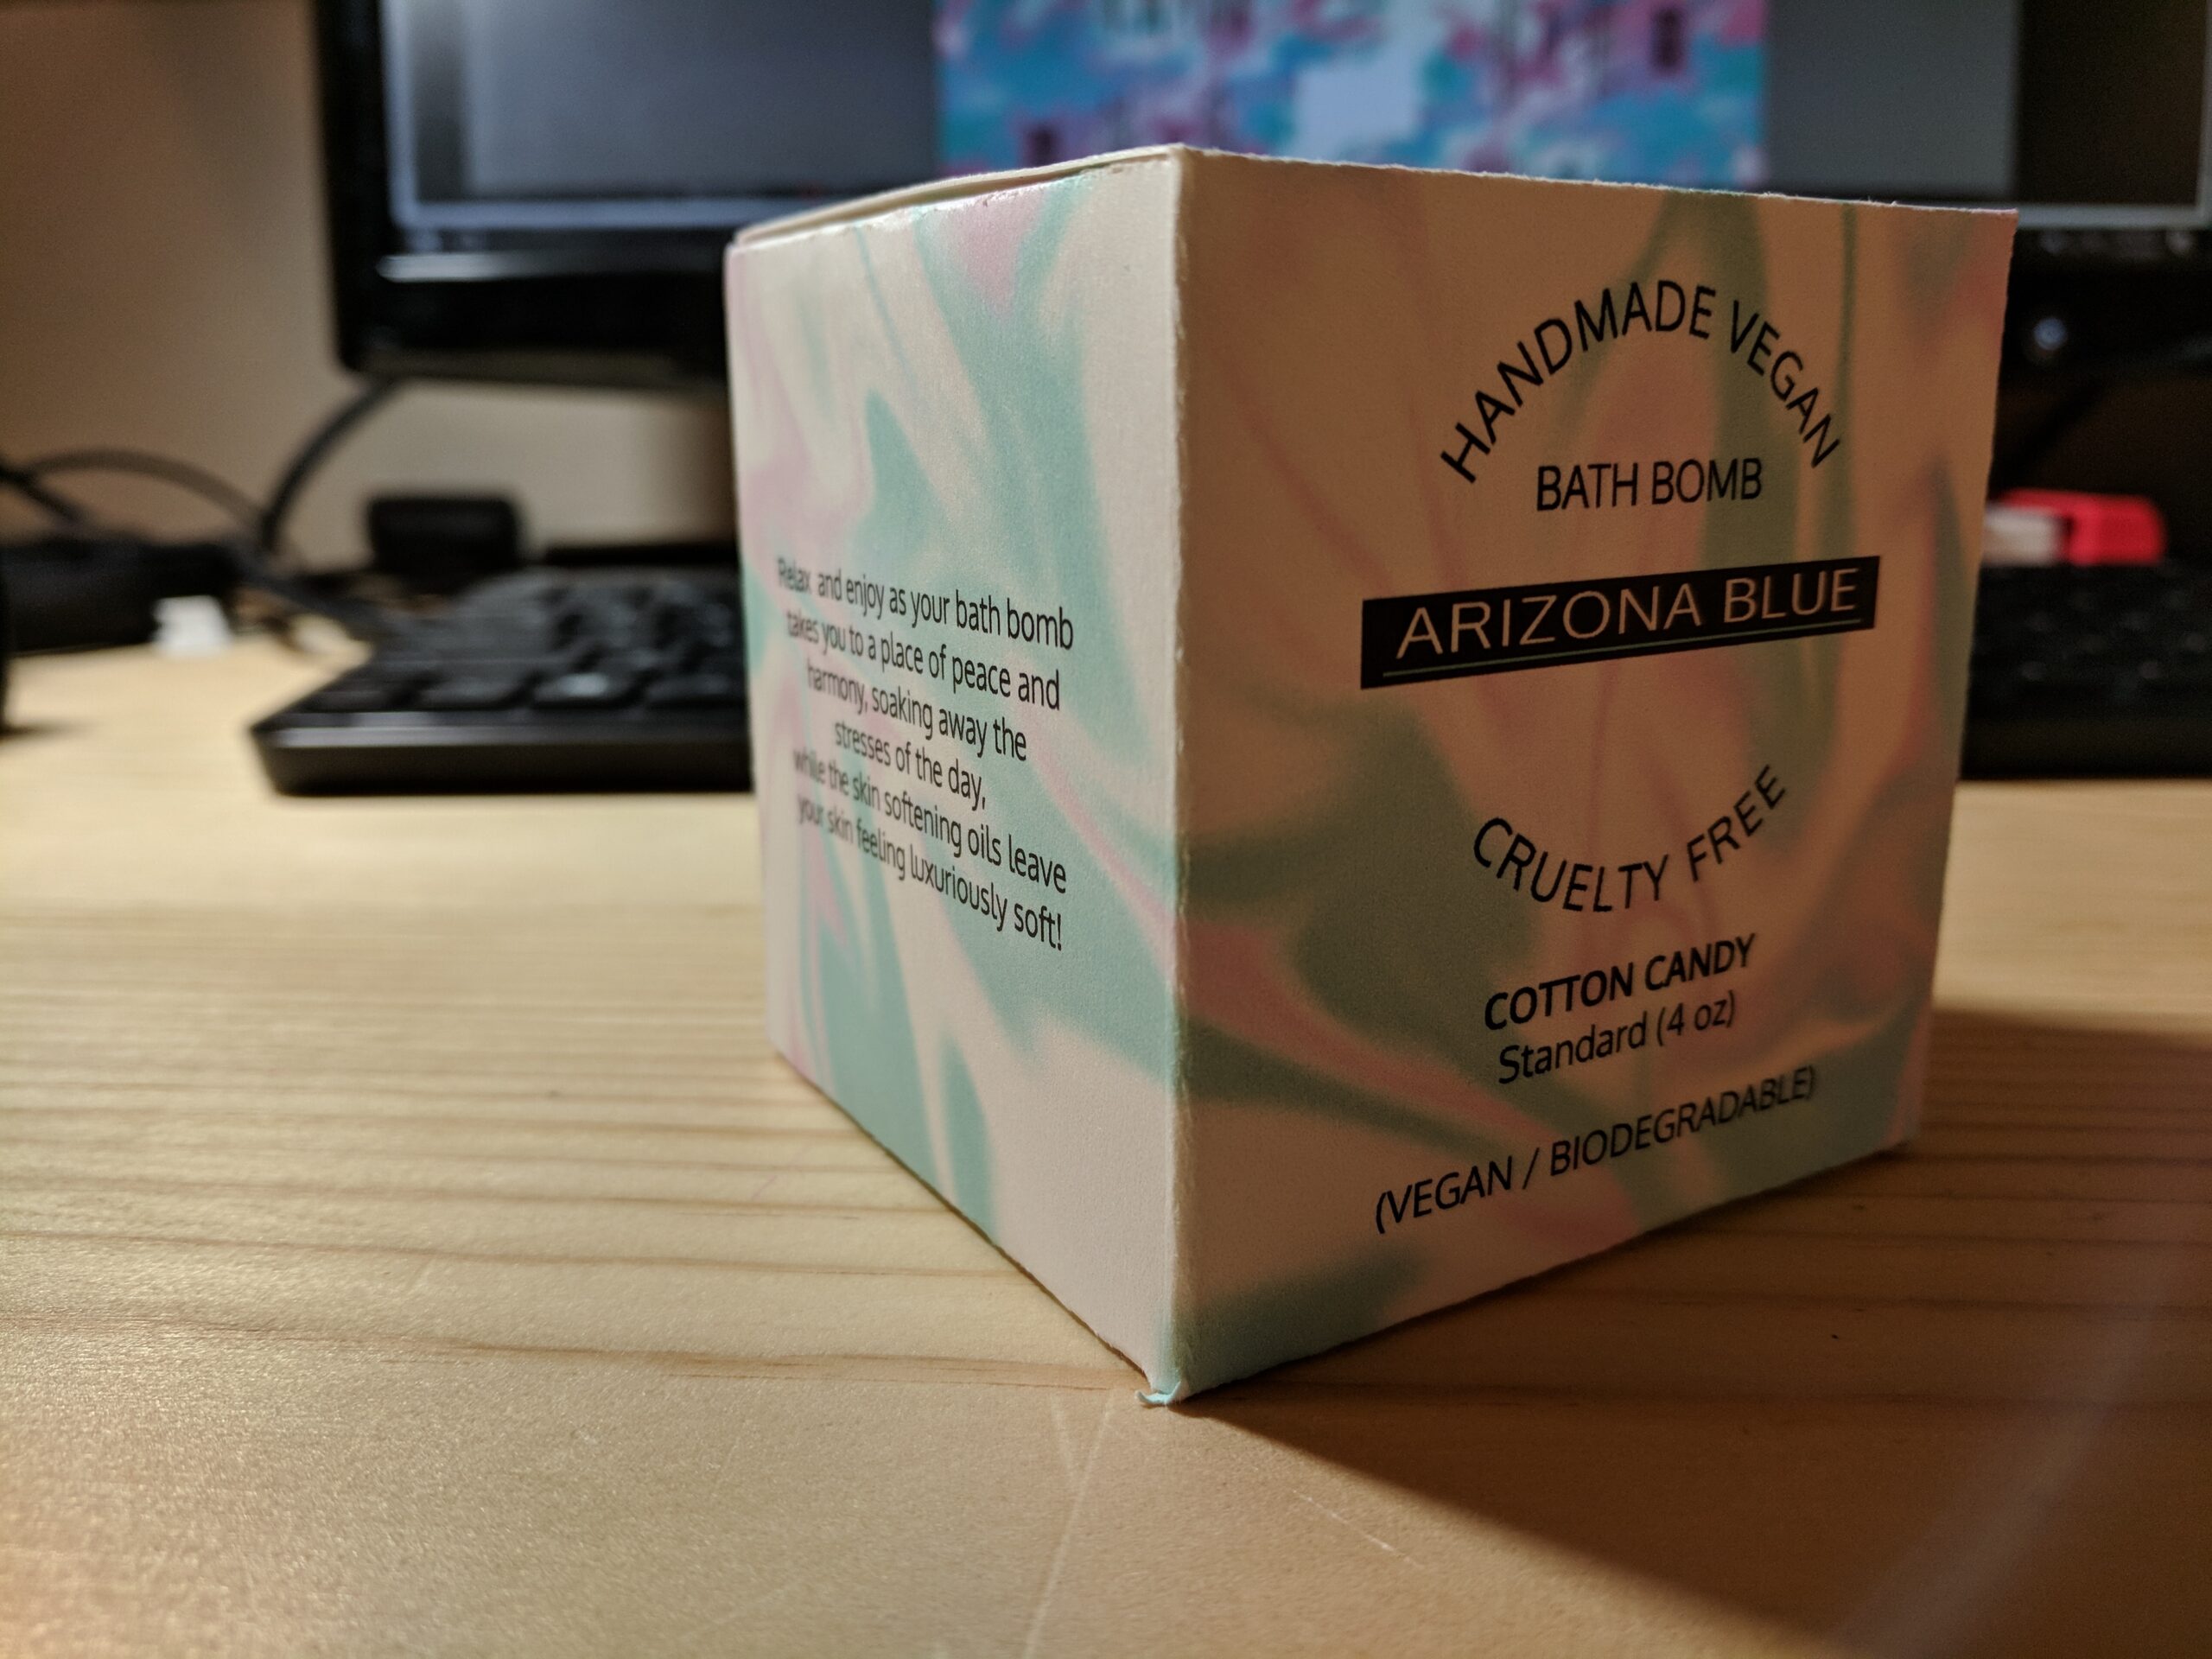 Relax and enjoy as your bath bomb
takes you to a place of peace and
harmony, soaking away the
stresses of the day,
while the skin softening oils leave
your skin feeling luxuriously soft!
HANDMADE VEGAN
BATH BOMB
ARIZONA BLUE
CRUELTY FREE
COTTON CANDY
Standard (4 oz)
(VEGAN / BIODEGRADABLE)